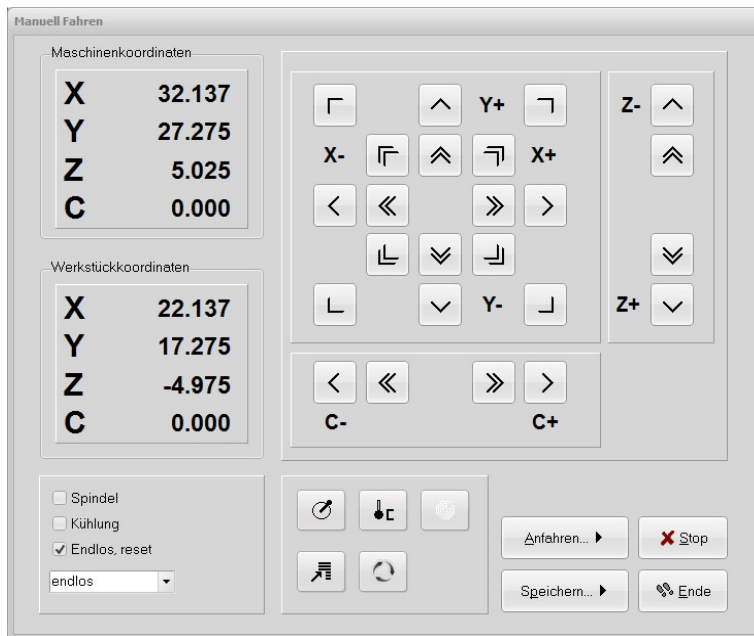 Manuell Fahren
Maschinenkoordinaten
X 32.137
Y 27.275
Z 5.025
C 0.000
Werkstückkoordinaten
X 22.137
Y 17.275
Z -4.975
C 0.000
Y+
X- X+
Y-
Z-
Z+
C- C+
Spindel
Kühlung
Endlos, reset
endlos
C
Anfahren...
Stop
Speichern...
Ende